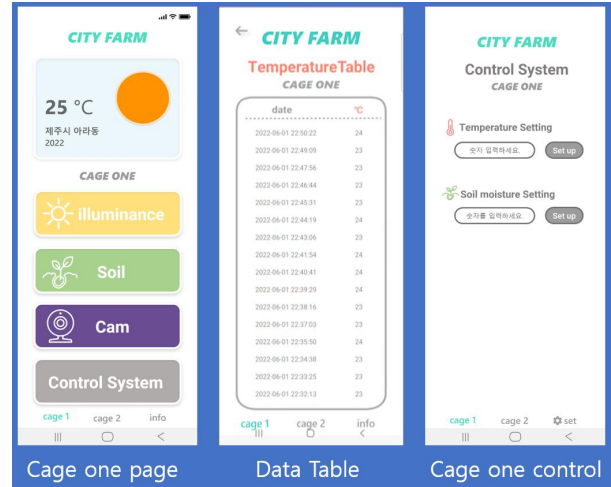 CITY FARM
25 °C
제주시 아라동
2022
CAGE ONE
illuminance
Soil
Cam
Control System
cage 1 cage 2 info
Cage one page
CITY FARM
TemperatureTable
CAGE ONE
date °C
2022-06-01 22:50:22 24
2022-06-01 22:49:09 23
2022-06-01 22:47:56 23
2022-06-01 22:46:44 23
2022-06-01 22:45:31 23
2022-06-01 22:44:19 24
2022-06-01 22:43:06 23
2022-06-01 22:41:54 24
2022-06-01 22:40:41 24
2022-06-01 22:39:29 24
2022-06-01 22:38:16 23
2022-06-01 22:37:03 23
2022-06-01 22:35:50 24
2022-06-01 22:34:38 23
2022-06-01 22:33:25 23
2022-06-01 22:32:13 23
cage 1 cage 2 info
Data Table
CITY FARM
Control System
CAGE ONE
Temperature Setting
숫자 입력하세요. Set up
Soil moisture Setting
숫자를 입력하세요. Set up
cage 1 cage 2 set
Cage one control